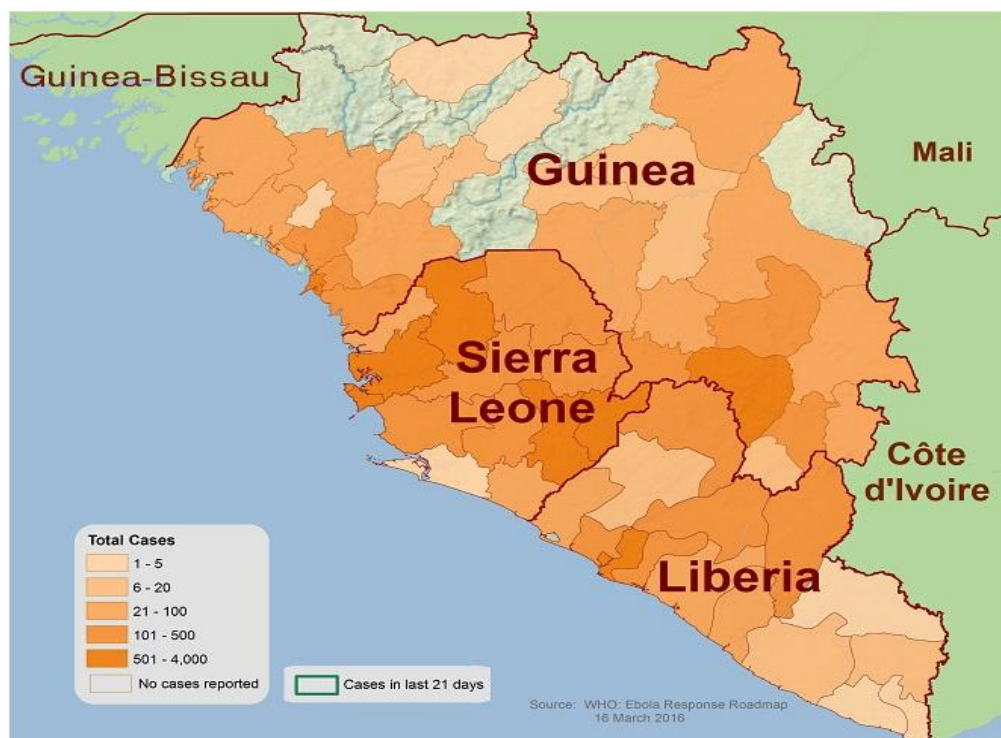 Guinea-Bissau
Mali
Guinea
Sierra
Leone
Côte
d'Ivoire
Liberia
Total Cases
1 - 5
6 - 20
21 - 100
101 - 500
501 - 4,000
No cases reported
Cases in last 21 days
Source: WHO: Ebola Response Roadmap
16 March 2016